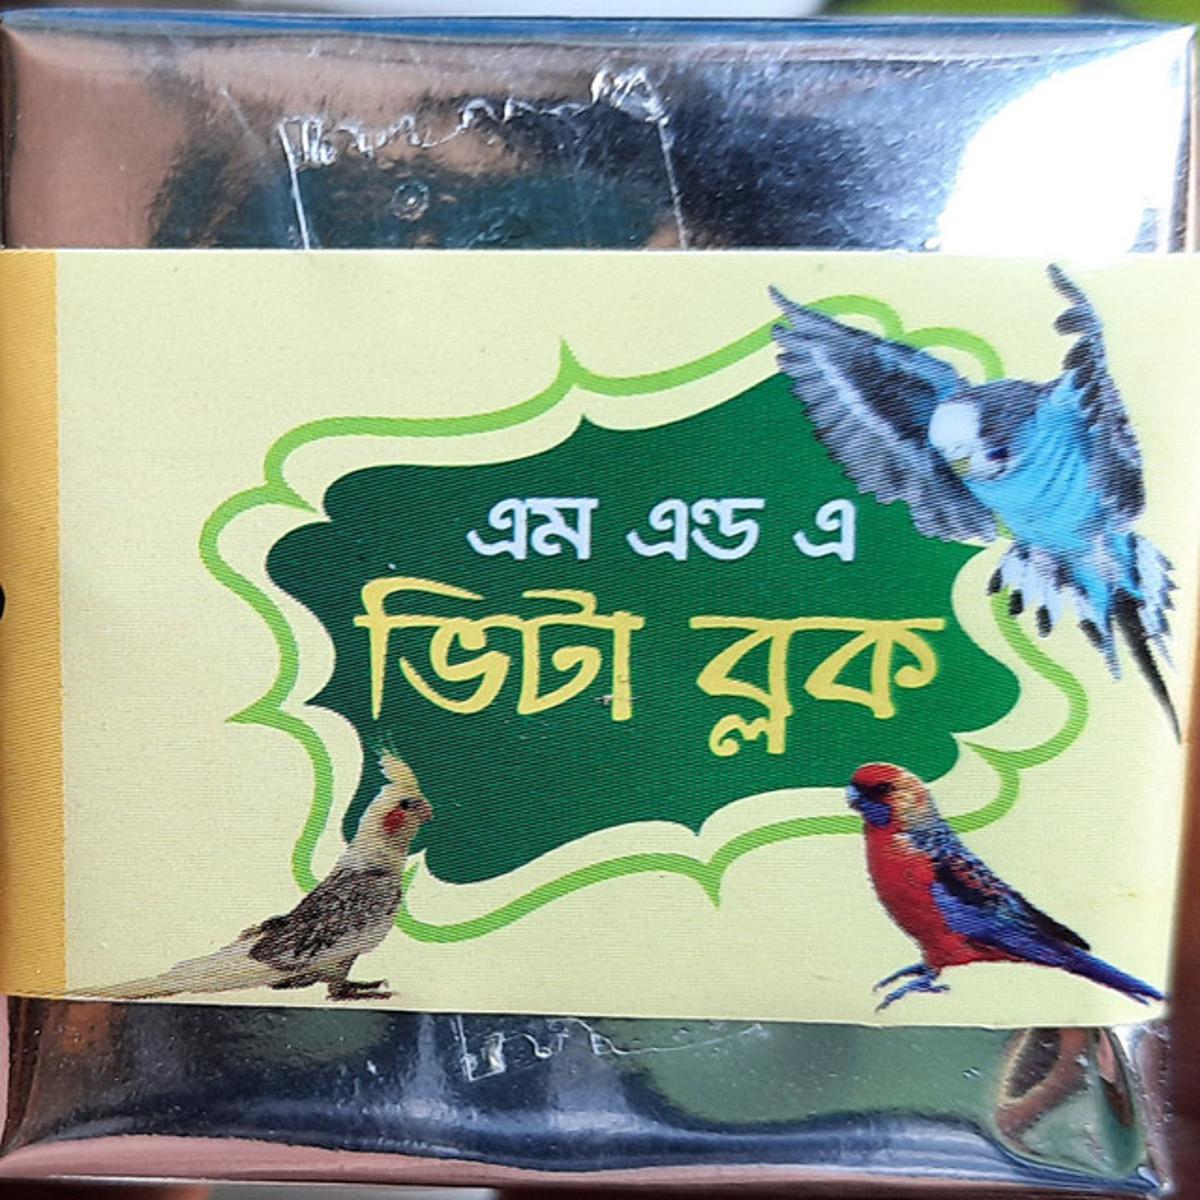 এম এন্ড এ
ভিটা ব্লক